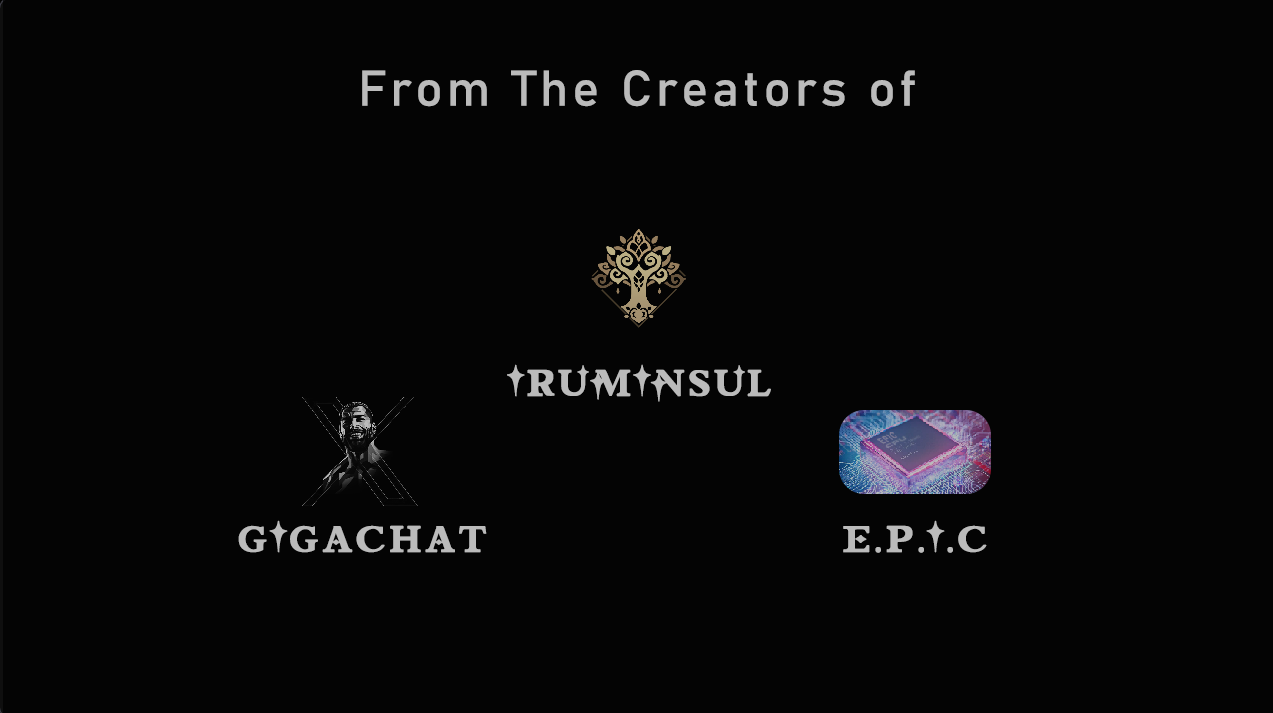 From The Creators of
IRUMINSUL
GIGACHAT
E.P.I.C